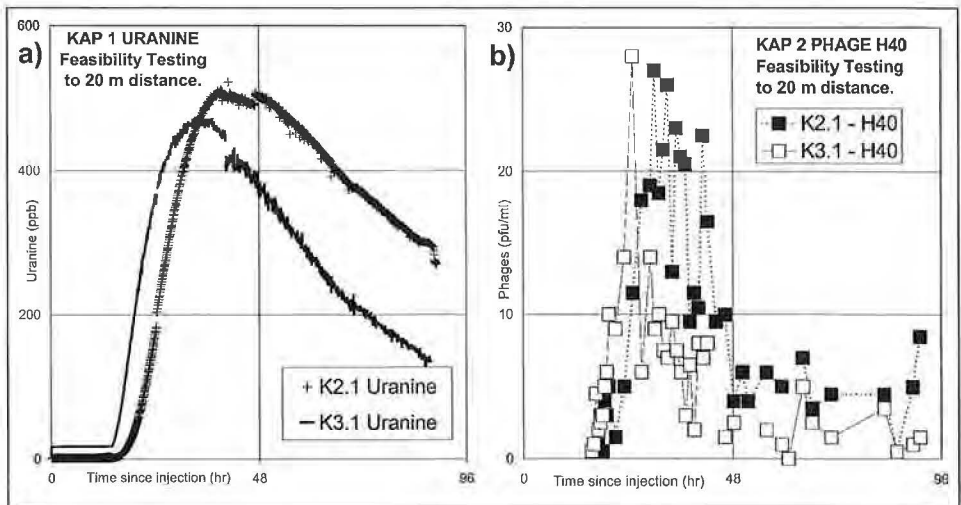 a)
KAP 1 URANINE
Feasibility Testing
to 20 m distance.
600
400
200
0
Uranine (ppb)
+ K2.1 Uranine
– K3.1 Uranine
0 Time since injection (hr) 48 96
b)
KAP 2 PHAGE H40
Feasibility Testing
to 20 m distance.
K2.1 - H40
K3.1 - H40
30
20
10
0
Phages (pfu/ml)
0 Time since injection (hr) 48 96